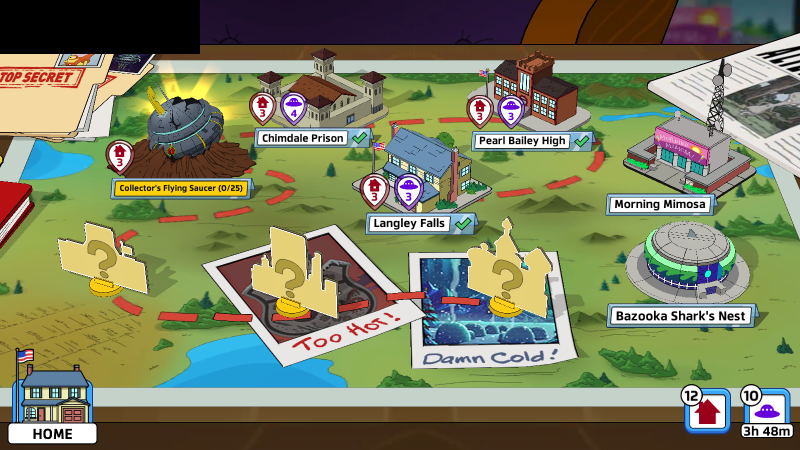 TOP SECRET
3
4
Chimdale Prison
3
3
Pearl Bailey High
3
Collector's Flying Saucer (0/25)
3
3
Langley Falls
Morning Mimosa
?
?
?
Bazooka Shark's Nest
Too Hot!
Damn Cold!
HOME
12
10
3h 48m